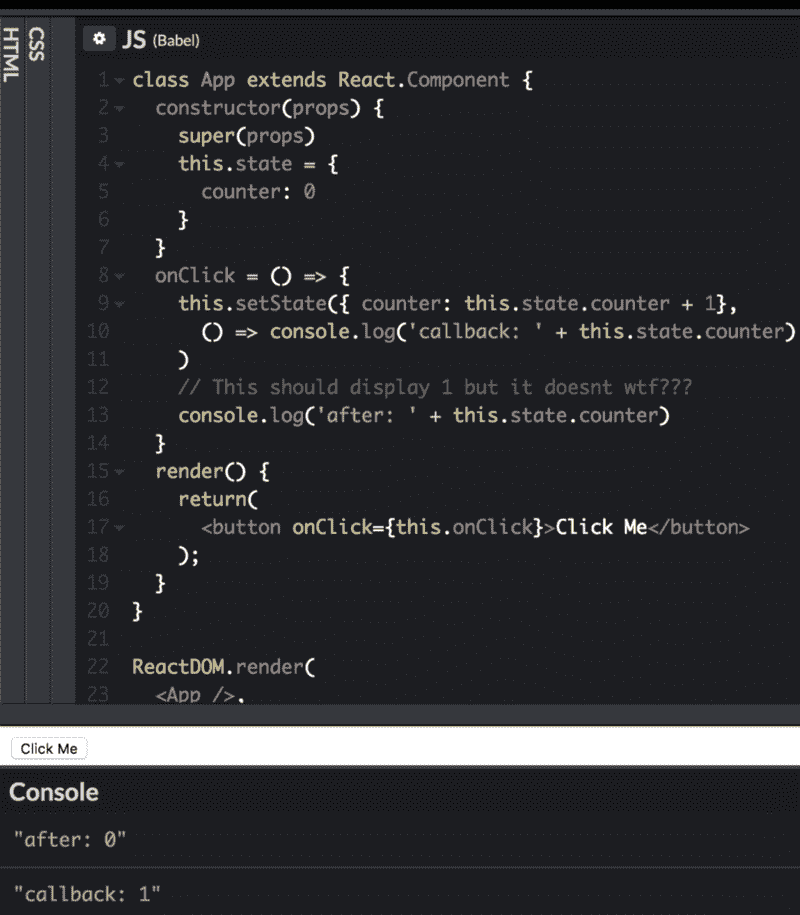 HTML
CSS
JS (Babel)
1 class App extends React.Component {
2 constructor(props) {
3 super(props)
4 this.state = {
5 counter: 0
6 }
7 }
8 onClick = () => {
9 this.setState({ counter: this.state.counter + 1},
10 () => console.log('callback: ' + this.state.counter)
11 )
12 // This should display 1 but it doesnt wtf???
13 console.log('after: ' + this.state.counter)
14 }
15 render() {
16 return(
17 <button onClick={this.onClick}>Click Me</button>
18 );
19 }
20 }
21
22 ReactDOM.render(
23 <App />,
Click Me
Console
"after: 0"
"callback: 1"